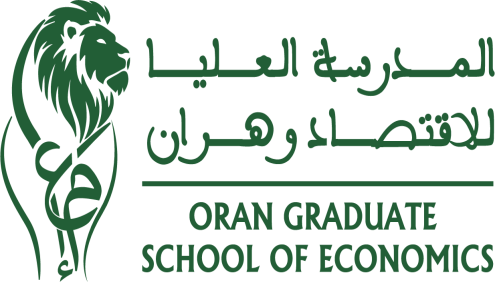 المدرسة العليا
للاقتصاد وهران
ORAN GRADUATE
SCHOOL OF ECONOMICS